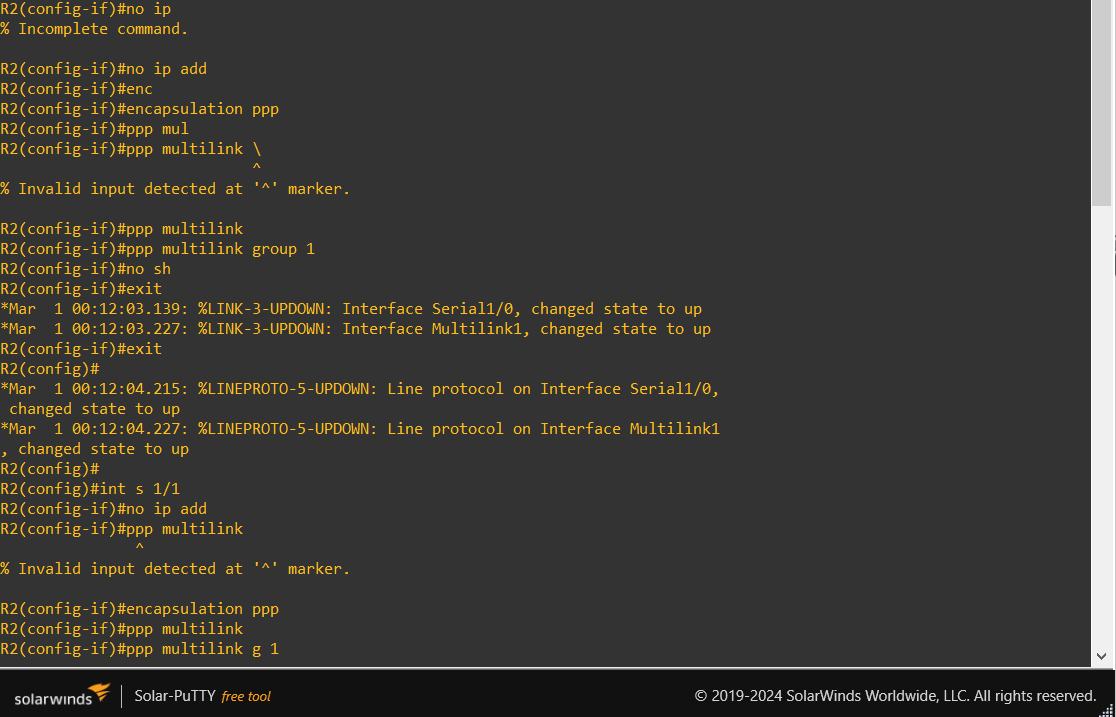 R2(config-if)#no ip
% Incomplete command.
R2(config-if)#no ip add
R2(config-if)#enc
R2(config-if)#encapsulation ppp
R2(config-if)#ppp mul
R2(config-if)#ppp multilink \
^
% Invalid input detected at '^' marker.
R2(config-if)#ppp multilink
R2(config-if)#ppp multilink group 1
R2(config-if)#no sh
R2(config-if)#exit
*Mar  1 00:12:03.139: %LINK-3-UPDOWN: Interface Serial1/0, changed state to up
*Mar  1 00:12:03.227: %LINK-3-UPDOWN: Interface Multilink1, changed state to up
R2(config-if)#exit
R2(config)#
*Mar  1 00:12:04.215: %LINEPROTO-5-UPDOWN: Line protocol on Interface Serial1/0,
 changed state to up
*Mar  1 00:12:04.227: %LINEPROTO-5-UPDOWN: Line protocol on Interface Multilink1
, changed state to up
R2(config)#
R2(config)#int s 1/1
R2(config-if)#no ip add
R2(config-if)#ppp multilink
^
% Invalid input detected at '^' marker.
R2(config-if)#encapsulation ppp
R2(config-if)#ppp multilink
R2(config-if)#ppp multilink g 1
solarwinds
Solar-PuTTY free tool
© 2019-2024 SolarWinds Worldwide, LLC. All rights reserved.